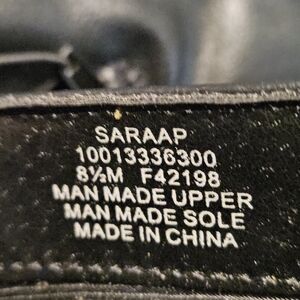 SARAAP
10013336300
8½M F42198
MAN MADE UPPER
MAN MADE SOLE
MADE IN CHINA